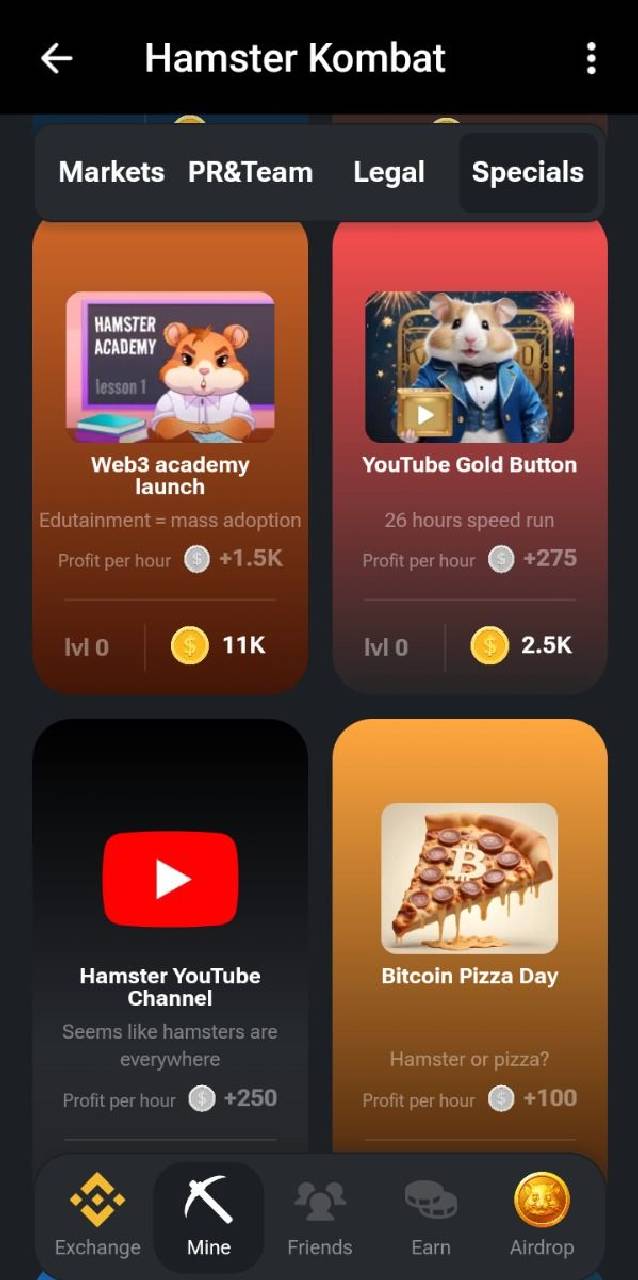 Hamster Kombat
Markets PR&Team Legal Specials
HAMSTER
ACADEMY
lesson 1
Web3 academy
launch
Edutainment = mass adoption
Profit per hour +1.5K
lvl 0 11K
YouTube Gold Button
26 hours speed run
Profit per hour +275
lvl 0 2.5K
Hamster YouTube
Channel
Seems like hamsters are
everywhere
Profit per hour +250
Bitcoin Pizza Day
Hamster or pizza?
Profit per hour +100
Exchange Mine Friends Earn Airdrop